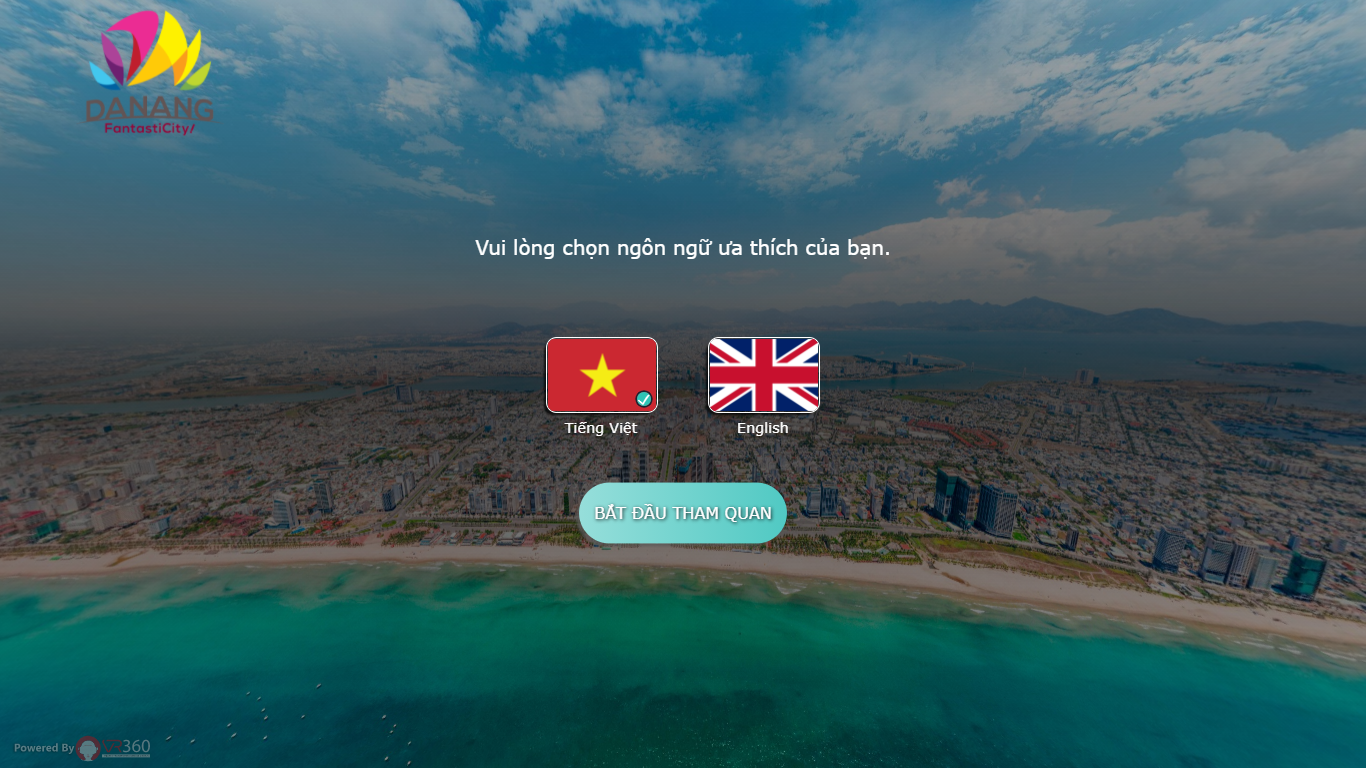 DANANG
FantastiCity/
Vui lòng chọn ngôn ngữ ưa thích của bạn.
Tiếng Việt
English
BẮT ĐẦU THAM QUAN
Powered By VR360